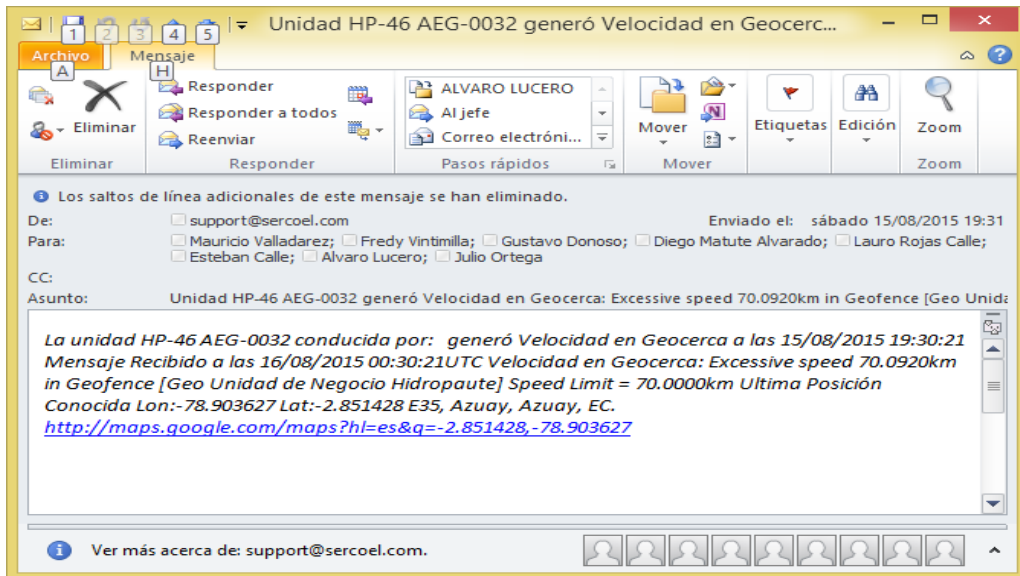 1 2 3 4 5 Unidad HP-46 AEG-0032 generó Velocidad en Geocerc...
Archivo Mensaje
A H
Responder
Responder a todos
Reenviar
Eliminar
ALVARO LUCERO
Al jefe
Correo electróni...
Mover
Etiquetas
Edición
Zoom
Eliminar Responder Pasos rápidos Mover Zoom
Los saltos de línea adicionales de este mensaje se han eliminado.
De: support@sercoel.com Enviado el: sábado 15/08/2015 19:31
Para: Mauricio Valladarez; Fredy Vintimilla; Gustavo Donoso; Diego Matute Alvarado; Lauro Rojas Calle;
Esteban Calle; Alvaro Lucero; Julio Ortega
CC:
Asunto: Unidad HP-46 AEG-0032 generó Velocidad en Geocerca: Excessive speed 70.0920km in Geofence [Geo Unida
La unidad HP-46 AEG-0032 conducida por: generó Velocidad en Geocerca a las 15/08/2015 19:30:21
Mensaje Recibido a las 16/08/2015 00:30:21UTC Velocidad en Geocerca: Excessive speed 70.0920km
in Geofence [Geo Unidad de Negocio Hidropaute] Speed Limit = 70.0000km Ultima Posición
Conocida Lon:-78.903627 Lat:-2.851428 E35, Azuay, Azuay, EC.
http://maps.google.com/maps?hl=es&q=-2.851428,-78.903627
Ver más acerca de: support@sercoel.com.